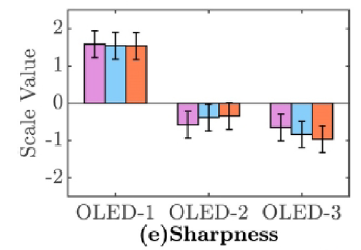 2
1
0
-1
-2
Scale Value
OLED-1 OLED-2 OLED-3
(e)Sharpness